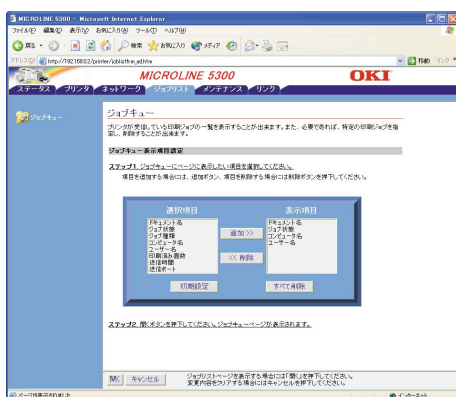 MICROLINE 5300 - Microsoft Internet Explorer
ファイル(F) 編集(E) 表示(V) お気に入り(A) ツール(T) ヘルプ(H)
戻る 検索 お気に入り メディア
アドレス(D) 移動 リンク
MICROLINE 5300
OKI
ステータス プリンタ ネットワーク ジョブリスト メンテナンス リンク
ジョブキュー
ジョブキュー
プリンタが受信している印刷ジョブの一覧を表示することが出来ます。また、必要であれば、特定の印刷ジョブを指
定し、削除することが出来ます。
ジョブキュー表示項目設定
ステップ1. ジョブキューにページに表示したい項目を選択してください。
項目を追加する場合には、追加ボタン、項目を削除する場合には削除ボタンを押下してください。
選択項目
ドキュメント名
ジョブ状態
ジョブ種類
コンピュータ名
ユーザー名
印刷済み面数
送信時間
送信ポート
追加 >>
<< 削除
表示項目
ドキュメント名
ジョブ状態
コンピュータ名
ユーザー名
初期設定 すべて削除
ステップ2. 開くボタンを押下してください。ジョブキューページが表示されます。
開く キャンセル
ジョブリストページを表示する場合には「開く」を押下してください。
変更内容をクリアする場合にはキャンセルを押下してください。
ページが表示されました
インターネット